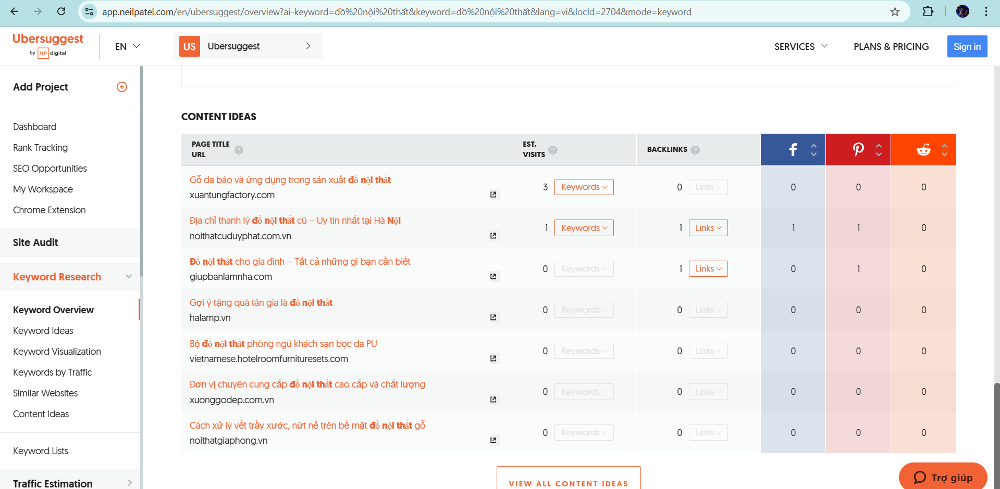 app.neilpatel.com/en/ubersuggest/overview?ai-keyword=đồ%20nội%20thất&keyword=đồ%20nội%20thất&lang=vi&locId=2704&mode=keyword
Ubersuggest
by NP digital
EN
US Ubersuggest
SERVICES
PLANS & PRICING
Sign in
Add Project
Dashboard
Rank Tracking
SEO Opportunities
My Workspace
Chrome Extension
Site Audit
Keyword Research
Keyword Overview
Keyword Ideas
Keyword Visualization
Keywords by Traffic
Similar Websites
Content Ideas
Keyword Lists
Traffic Estimation
CONTENT IDEAS
PAGE TITLE
URL ?
EST.
VISITS ?
BACKLINKS ?
Gỗ da báo và ứng dụng trong sản xuất đồ nội thất
xuantungfactory.com
3 Keywords 0 Links 0 0 0
Địa chỉ thanh lý đồ nội thất cũ – Uy tín nhất tại Hà Nội
noithatcuduyphat.com.vn
1 Keywords 1 Links 1 1 0
Đồ nội thất cho gia đình – Tất cả những gì bạn cần biết
giupbanlamnha.com
0 Keywords 1 Links 0 1 0
Gợi ý tặng quà tân gia là đồ nội thất
halamp.vn
0 Keywords 0 Links 0 0 0
Bộ đồ nội thất phòng ngủ khách sạn bọc da PU
vietnamese.hotelroomfurnituresets.com
0 Keywords 0 Links 0 0 0
Đơn vị chuyên cung cấp đồ nội thất cao cấp và chất lượng
xuonggodep.com.vn
0 Keywords 0 Links 0 0 0
Cách xử lý vết trầy xước, nứt nẻ trên bề mặt đồ nội thất gỗ
noithatgiaphong.vn
0 Keywords 0 Links 0 0 0
VIEW ALL CONTENT IDEAS
Trợ giúp